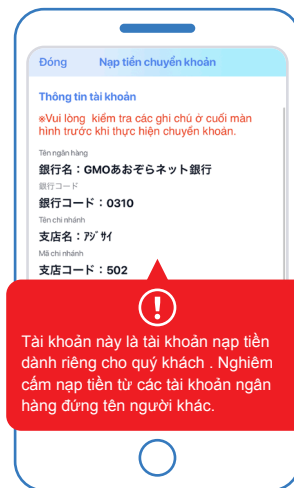 Đóng Nạp tiền chuyển khoản
Thông tin tài khoản
※Vui lòng kiểm tra các ghi chú ở cuối màn
hình trước khi thực hiện chuyển khoản.
Tên ngân hàng
銀行名：GMOあおぞらネット銀行
銀行コード
銀行コード：0310
Tên chi nhánh
支店名：ｱｼﾞｻｲ
Mã chi nhánh
支店コード：502
!
Tài khoản này là tài khoản nạp tiền
dành riêng cho quý khách . Nghiêm
cấm nạp tiền từ các tài khoản ngân
hàng đứng tên người khác.